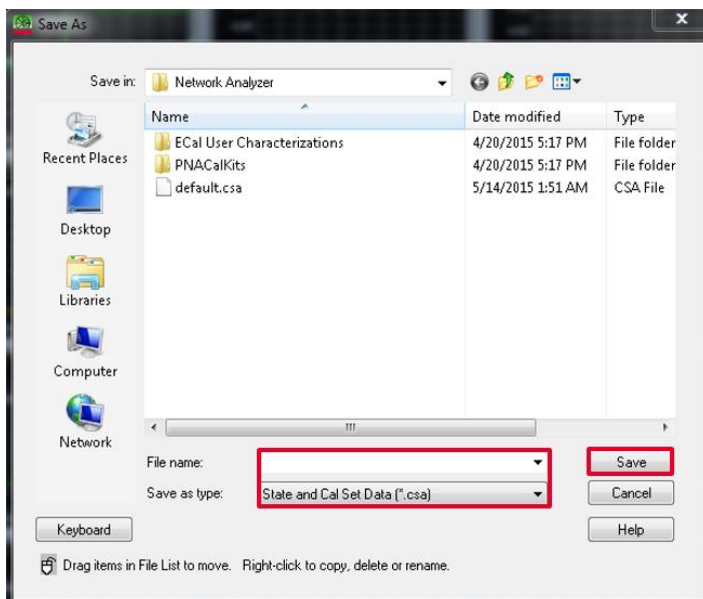 Save As
x
Save in: Network Analyzer
Name Date modified Type
ECal User Characterizations 4/20/2015 5:17 PM File folder
PNACalKits 4/20/2015 5:17 PM File folder
default.csa 5/14/2015 1:51 AM CSA File
Recent Places
Desktop
Libraries
Computer
Network
File name:
Save
Save as type: State and Cal Set Data (*.csa)
Cancel
Keyboard
Help
Drag items in File List to move. Right-click to copy, delete or rename.